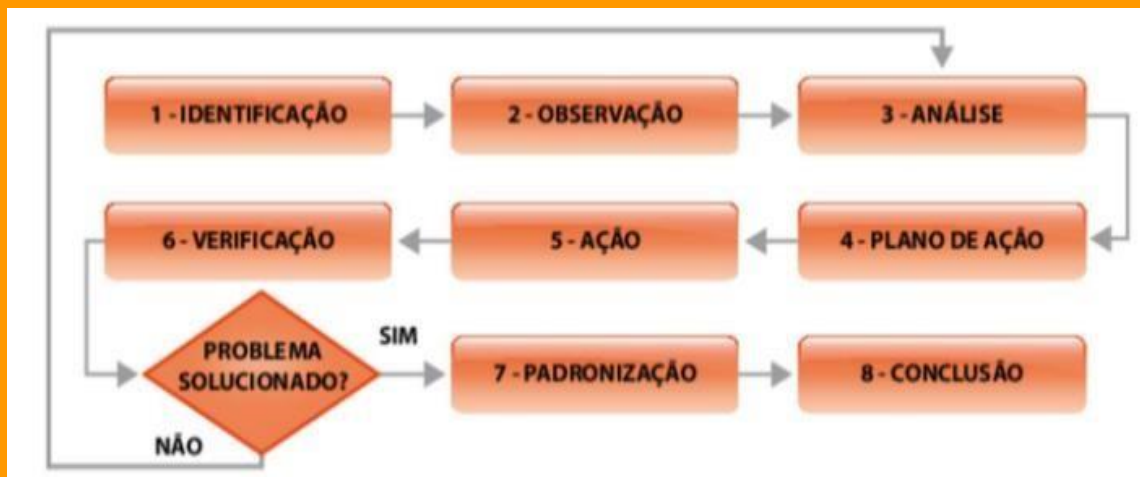 1 - IDENTIFICAÇÃO
2 - OBSERVAÇÃO
3 - ANÁLISE
4 - PLANO DE AÇÃO
5 - AÇÃO
6 - VERIFICAÇÃO
PROBLEMA
SOLUCIONADO?
SIM
NÃO
7 - PADRONIZAÇÃO
8 - CONCLUSÃO